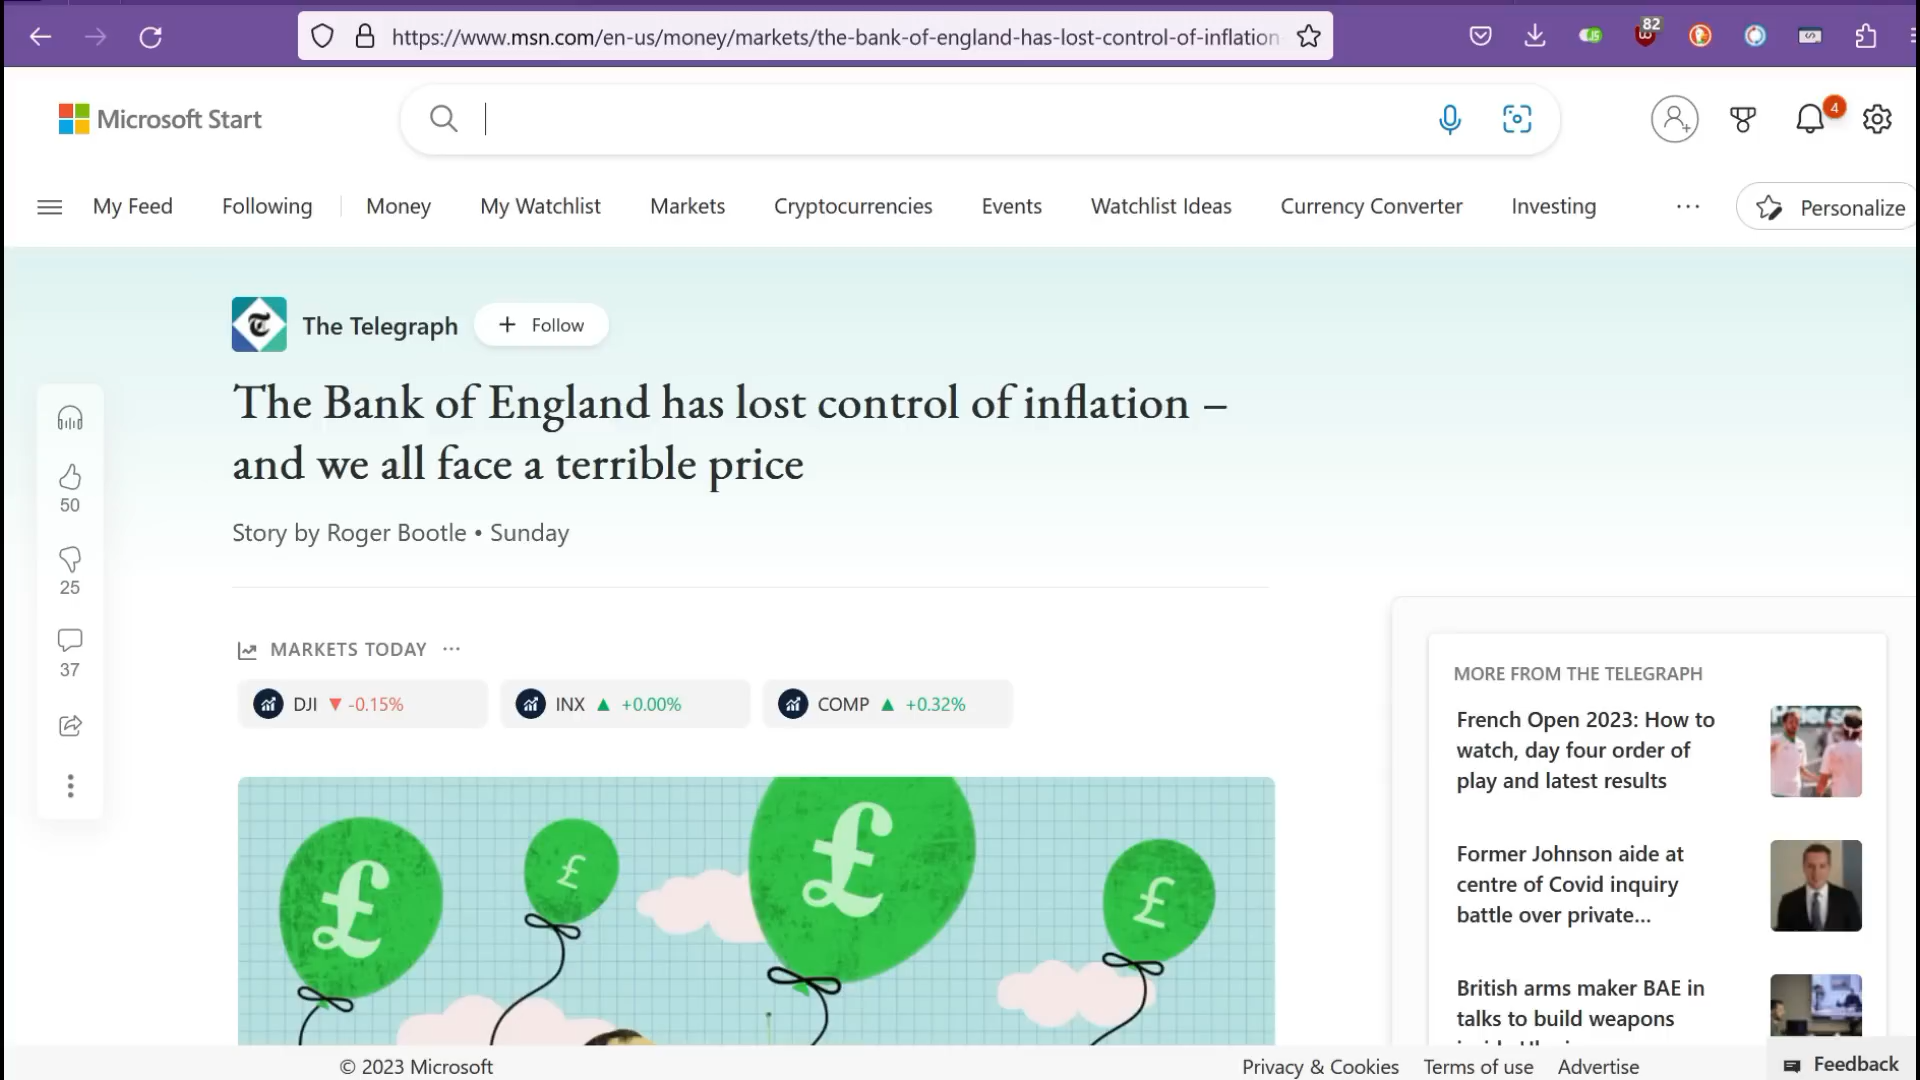 82
https://www.msn.com/en-us/money/markets/the-bank-of-england-has-lost-control-of-inflation-
Microsoft Start
4
My Feed
Following
Money
My Watchlist
Markets
Cryptocurrencies
Events
Watchlist Ideas
Currency Converter
Investing
...
Personalize
The Telegraph
+ Follow
The Bank of England has lost control of inflation –
and we all face a terrible price
Story by Roger Bootle • Sunday
50
25
37
MARKETS TODAY ...
DJI ▼ -0.15%
INX ▲ +0.00%
COMP ▲ +0.32%
£
£
£
£
MORE FROM THE TELEGRAPH
French Open 2023: How to
watch, day four order of
play and latest results
Former Johnson aide at
centre of Covid inquiry
battle over private...
British arms maker BAE in
talks to build weapons
© 2023 Microsoft
Privacy & Cookies
Terms of use
Advertise
Feedback